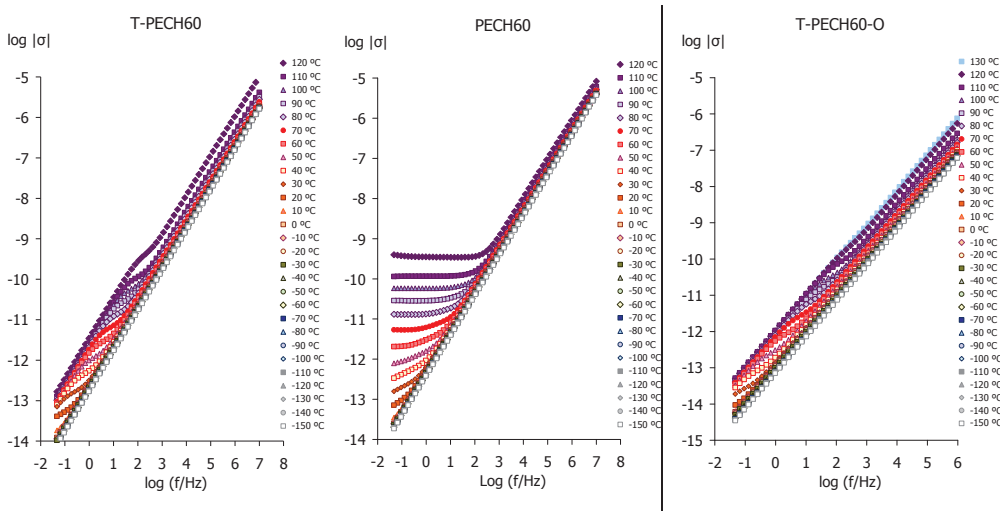 T-PECH60
log |σ|
-5
-6
-7
-8
-9
-10
-11
-12
-13
-14
-2 -1 0 1 2 3 4 5 6 7 8
log (f/Hz)
120 ºC
110 ºC
100 ºC
90 ºC
80 ºC
70 ºC
60 ºC
50 ºC
40 ºC
30 ºC
20 ºC
10 ºC
0 ºC
-10 ºC
-20 ºC
-30 ºC
-40 ºC
-50 ºC
-60 ºC
-70 ºC
-80 ºC
-90 ºC
-100 ºC
-110 ºC
-120 ºC
-130 ºC
-140 ºC
-150 ºC
PECH60
log |σ|
-5
-6
-7
-8
-9
-10
-11
-12
-13
-14
-2 -1 0 1 2 3 4 5 6 7 8
Log (f/Hz)
120 ºC
110 ºC
100 ºC
90 ºC
80 ºC
70 ºC
60 ºC
50 ºC
40 ºC
30 ºC
20 ºC
10 ºC
0 ºC
-10 ºC
-20 ºC
-30 ºC
-40 ºC
-50 ºC
-60 ºC
-70 ºC
-80 ºC
-90 ºC
-100 ºC
-110 ºC
-120 ºC
-130 ºC
-140 ºC
-150 ºC
T-PECH60-O
log |σ|
-5
-6
-7
-8
-9
-10
-11
-12
-13
-14
-15
-2 -1 0 1 2 3 4 5 6
log (f/Hz)
130 ºC
120 ºC
110 ºC
100 ºC
90 ºC
80 ºC
70 ºC
60 ºC
50 ºC
40 ºC
30 ºC
20 ºC
10 ºC
0 ºC
-10 ºC
-20 ºC
-30 ºC
-40 ºC
-50 ºC
-60 ºC
-70 ºC
-80 ºC
-90 ºC
-100 ºC
-110 ºC
-120 ºC
-130 ºC
-140 ºC
-150 ºC